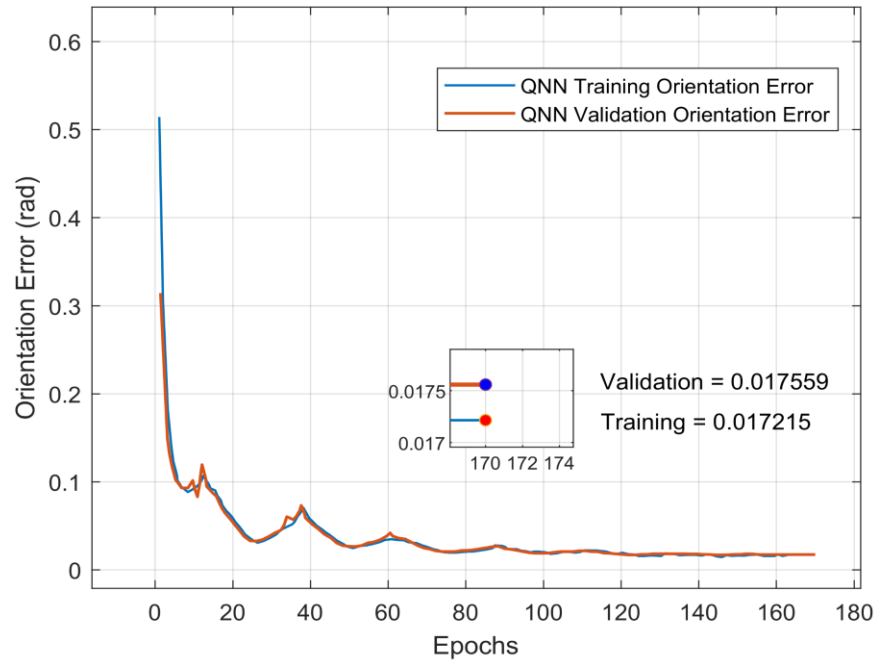 0.6
0.5
0.4
0.3
0.2
0.1
0
Orientation Error (rad)
QNN Training Orientation Error
QNN Validation Orientation Error
0.0175
0.017
170 172 174
Validation = 0.017559
Training = 0.017215
0 20 40 60 80 100 120 140 160 180
Epochs